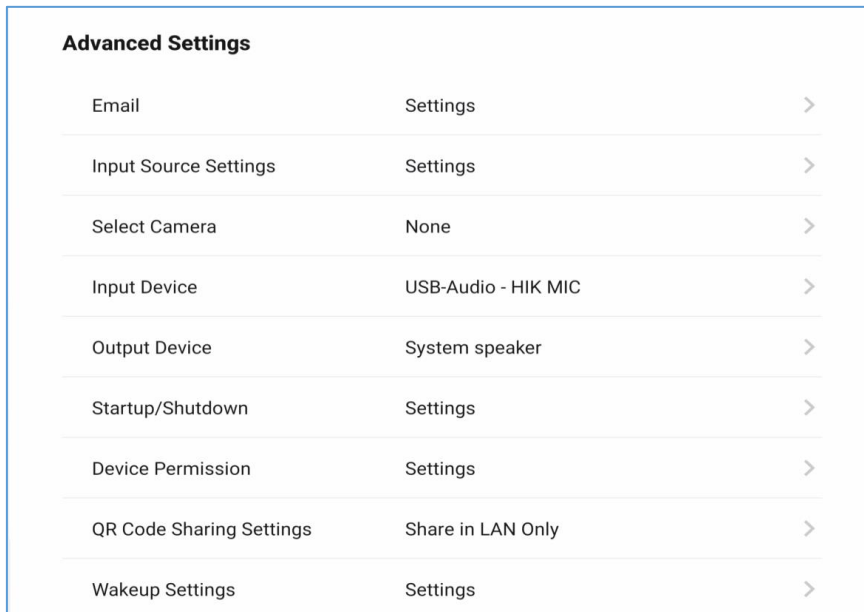 Advanced Settings
Email Settings
Input Source Settings Settings
Select Camera None
Input Device USB-Audio - HIK MIC
Output Device System speaker
Startup/Shutdown Settings
Device Permission Settings
QR Code Sharing Settings Share in LAN Only
Wakeup Settings Settings